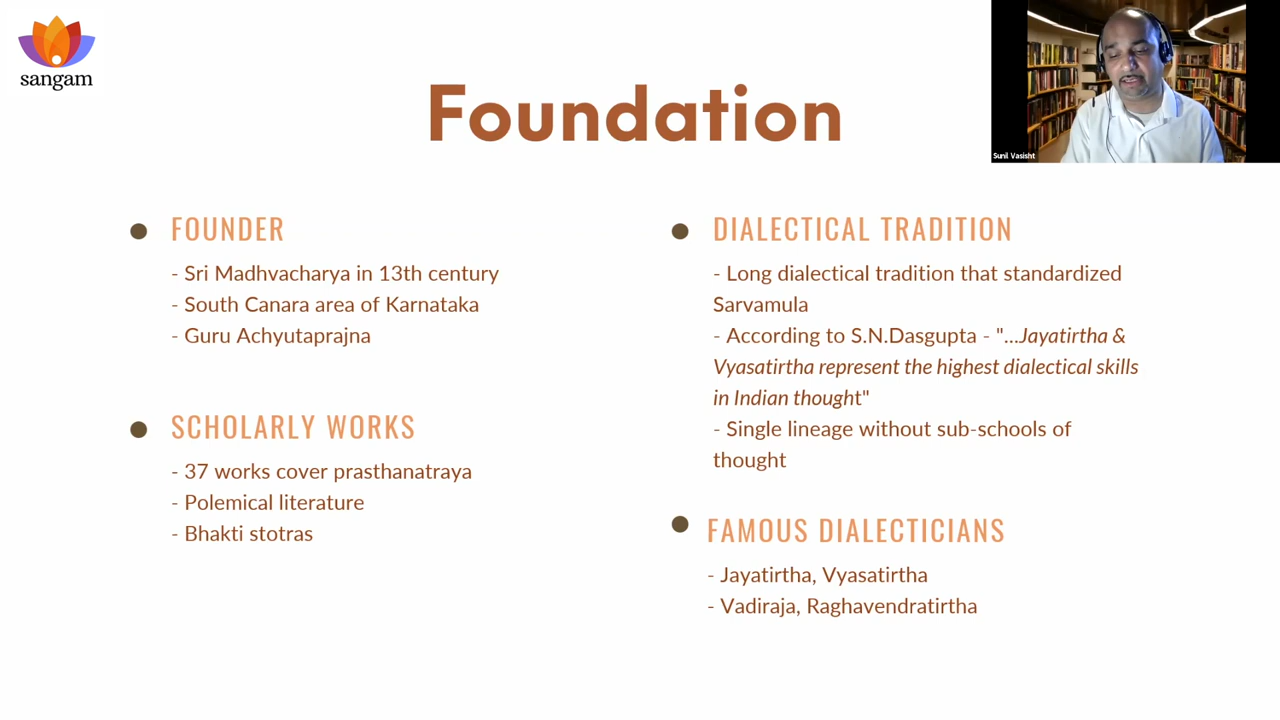 sangam
Foundation
Sunil Vasisht
FOUNDER
- Sri Madhvacharya in 13th century
- South Canara area of Karnataka
- Guru Achyutaprajna
SCHOLARLY WORKS
- 37 works cover prasthanatraya
- Polemical literature
- Bhakti stotras
DIALECTICAL TRADITION
- Long dialectical tradition that standardized
Sarvamula
- According to S.N.Dasgupta - "...Jayatirtha &
Vyasatirtha represent the highest dialectical skills
in Indian thought"
- Single lineage without sub-schools of
thought
FAMOUS DIALECTICIANS
- Jayatirtha, Vyasatirtha
- Vadiraja, Raghavendratirtha